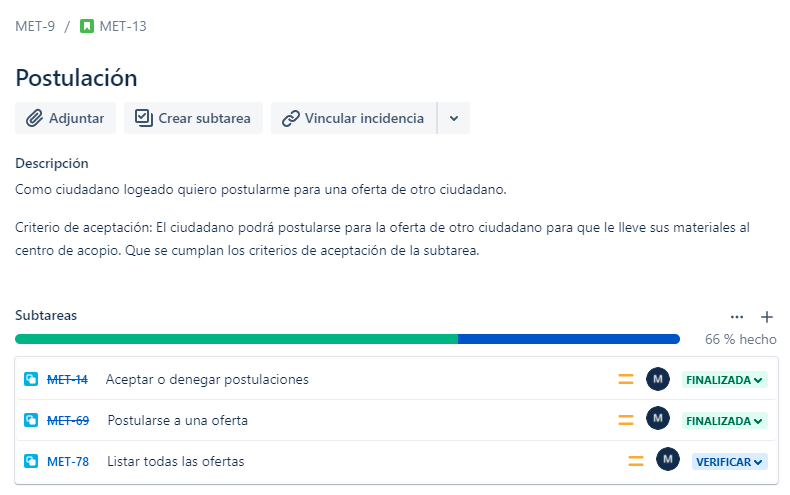 MET-9 / MET-13
Postulación
Adjuntar Crear subtarea Vincular incidencia
Descripción
Como ciudadano logeado quiero postularme para una oferta de otro ciudadano.
Criterio de aceptación: El ciudadano podrá postularse para la oferta de otro ciudadano para que le lleve sus materiales al
centro de acopio. Que se cumplan los criterios de aceptación de la subtarea.
Subtareas
66 % hecho
MET-14 Aceptar o denegar postulaciones M FINALIZADA
MET-69 Postularse a una oferta M FINALIZADA
MET-78 Listar todas las ofertas M VERIFICAR